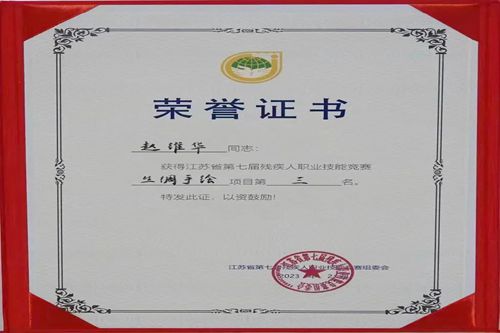 荣誉证书
赵维华 同志：
获得江苏省第七届残疾人职业技能竞赛
丝绸手绘 项目第 三 名。
特发此证，以资鼓励！
江苏省第七届残疾人职业技能竞赛组委会
2023